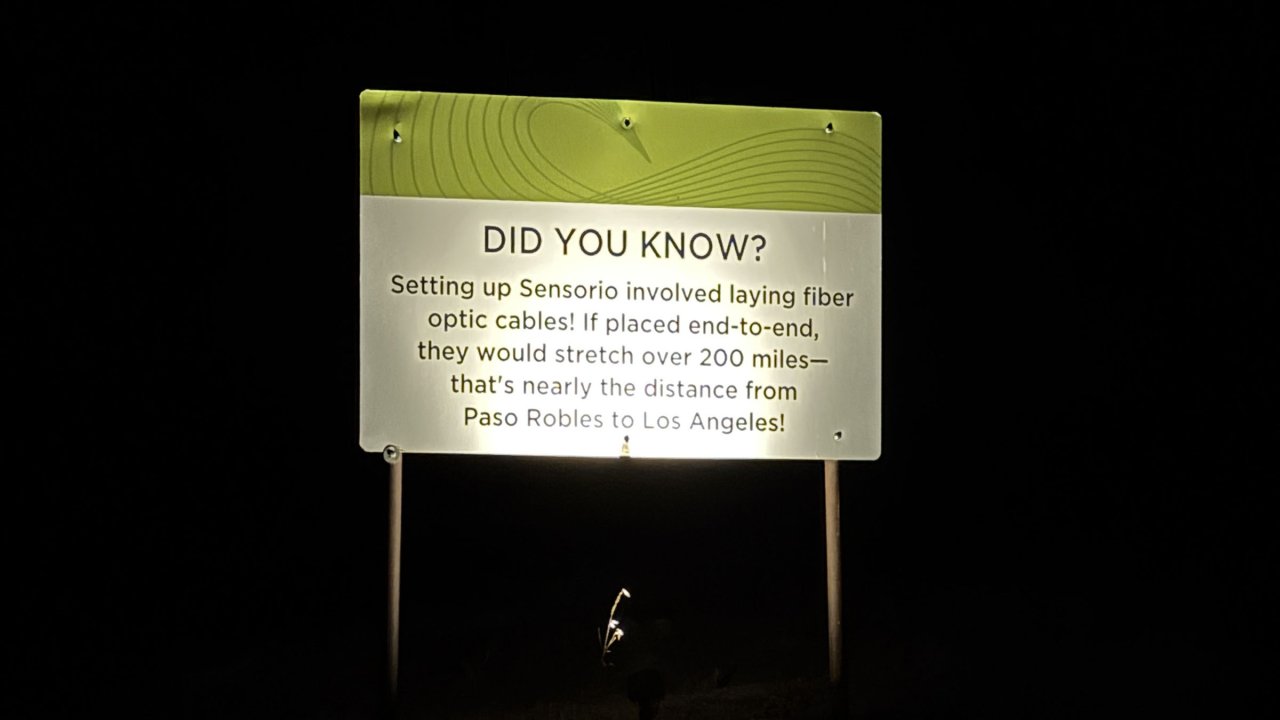 DID YOU KNOW?
Setting up Sensorio involved laying fiber
optic cables! If placed end-to-end,
they would stretch over 200 miles—
that's nearly the distance from
Paso Robles to Los Angeles!